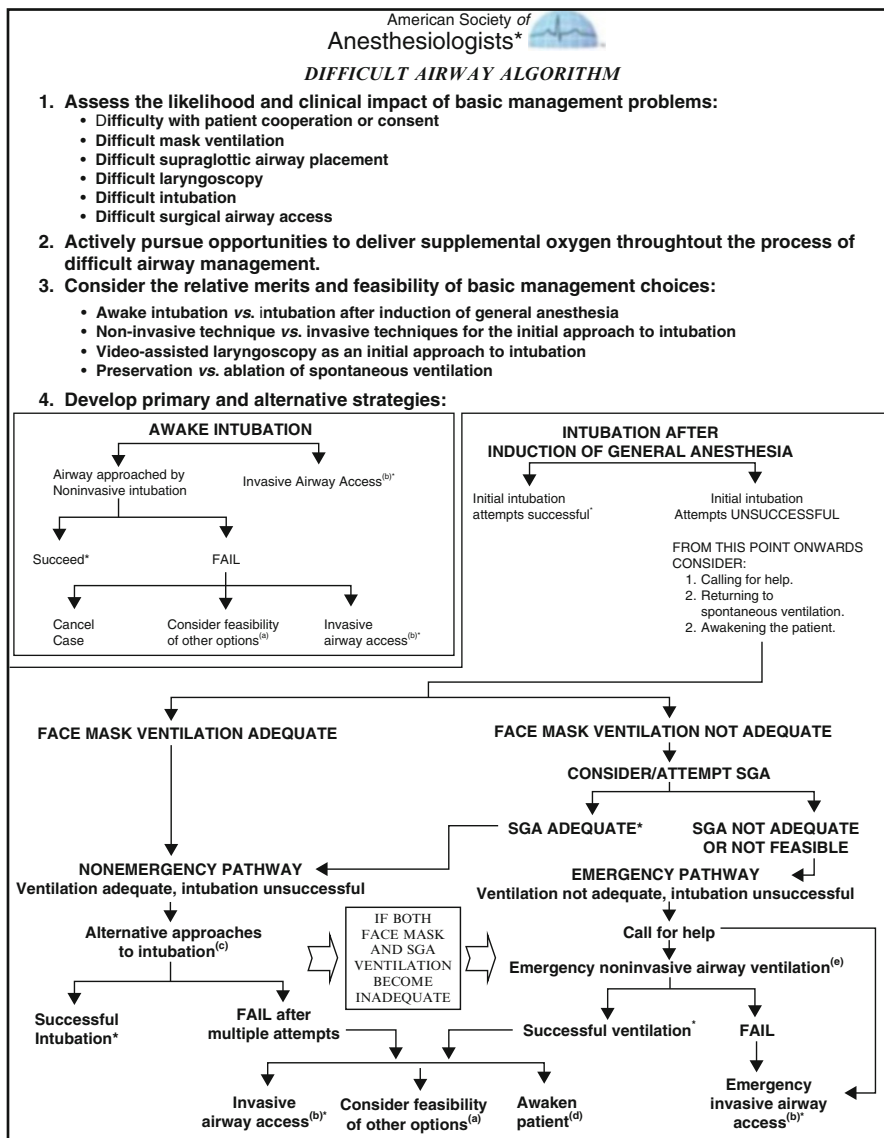 American Society of
Anesthesiologists*
DIFFICULT AIRWAY ALGORITHM
1. Assess the likelihood and clinical impact of basic management problems:
• Difficulty with patient cooperation or consent
• Difficult mask ventilation
• Difficult supraglottic airway placement
• Difficult laryngoscopy
• Difficult intubation
• Difficult surgical airway access
2. Actively pursue opportunities to deliver supplemental oxygen throughtout the process of
difficult airway management.
3. Consider the relative merits and feasibility of basic management choices:
• Awake intubation vs. intubation after induction of general anesthesia
• Non-invasive technique vs. invasive techniques for the initial approach to intubation
• Video-assisted laryngoscopy as an initial approach to intubation
• Preservation vs. ablation of spontaneous ventilation
4. Develop primary and alternative strategies:
AWAKE INTUBATION
Airway approached by
Noninvasive intubation
Invasive Airway Access(b)*
Succeed*
FAIL
Cancel
Case
Consider feasibility
of other options(a)
Invasive
airway access(b)*
INTUBATION AFTER
INDUCTION OF GENERAL ANESTHESIA
Initial intubation
attempts successful*
Initial intubation
Attempts UNSUCCESSFUL
FROM THIS POINT ONWARDS
CONSIDER:
1. Calling for help.
2. Returning to
spontaneous ventilation.
2. Awakening the patient.
FACE MASK VENTILATION ADEQUATE
FACE MASK VENTILATION NOT ADEQUATE
CONSIDER/ATTEMPT SGA
SGA ADEQUATE*
SGA NOT ADEQUATE
OR NOT FEASIBLE
NONEMERGENCY PATHWAY
Ventilation adequate, intubation unsuccessful
EMERGENCY PATHWAY
Ventilation not adequate, intubation unsuccessful
Alternative approaches
to intubation(c)
IF BOTH
FACE MASK
AND SGA
VENTILATION
BECOME
INADEQUATE
Call for help
Emergency noninvasive airway ventilation(e)
Successful
Intubation*
FAIL after
multiple attempts
Successful ventilation*
FAIL
Invasive
airway access(b)*
Consider feasibility
of other options(a)
Awaken
patient(d)
Emergency
invasive airway
access(b)*